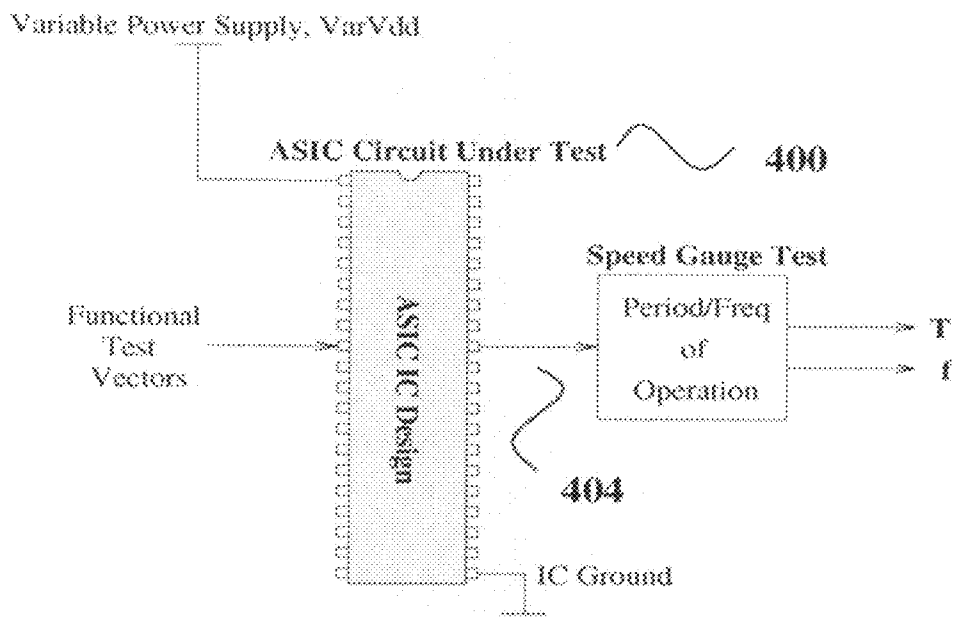 Variable Power Supply, VarVdd
ASIC Circuit Under Test
400
Speed Gauge Test
Functional
Test
Vectors
ASIC IC Design
Period/Freq
of
Operation
T
f
404
IC Ground